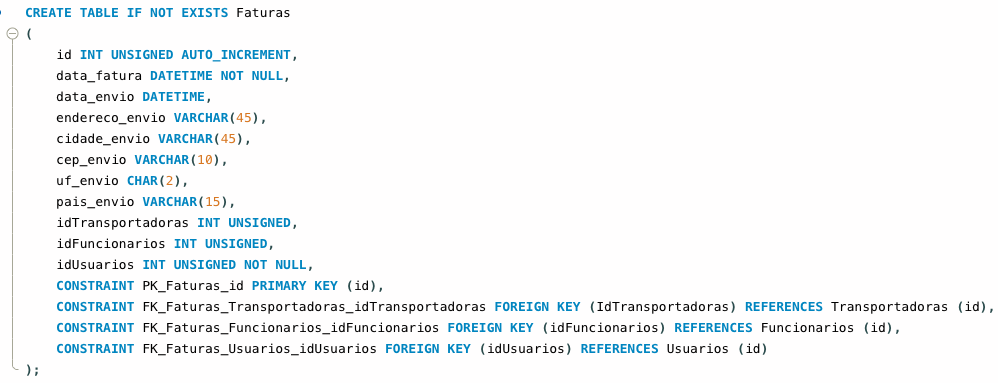 CREATE TABLE IF NOT EXISTS Faturas
(
id INT UNSIGNED AUTO_INCREMENT,
data_fatura DATETIME NOT NULL,
data_envio DATETIME,
endereco_envio VARCHAR(45),
cidade_envio VARCHAR(45),
cep_envio VARCHAR(10),
uf_envio CHAR(2),
pais_envio VARCHAR(15),
idTransportadoras INT UNSIGNED,
idFuncionarios INT UNSIGNED,
idUsuarios INT UNSIGNED NOT NULL,
CONSTRAINT PK_Faturas_id PRIMARY KEY (id),
CONSTRAINT FK_Faturas_Transportadoras_idTransportadoras FOREIGN KEY (IdTransportadoras) REFERENCES Transportadoras (id),
CONSTRAINT FK_Faturas_Funcionarios_idFuncionarios FOREIGN KEY (idFuncionarios) REFERENCES Funcionarios (id),
CONSTRAINT FK_Faturas_Usuarios_idUsuarios FOREIGN KEY (idUsuarios) REFERENCES Usuarios (id)
);